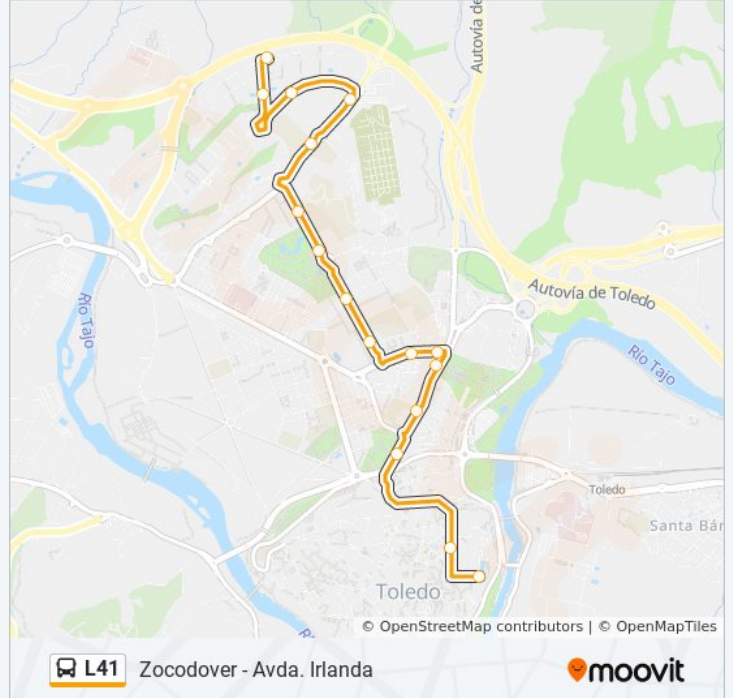 Autovía de
Río Tajo
Autovía de Toledo
Río Tajo
Toledo
Santa Bár
Toledo
© OpenStreetMap contributors | © OpenMapTiles
L41 Zocodover - Avda. Irlanda
moovit